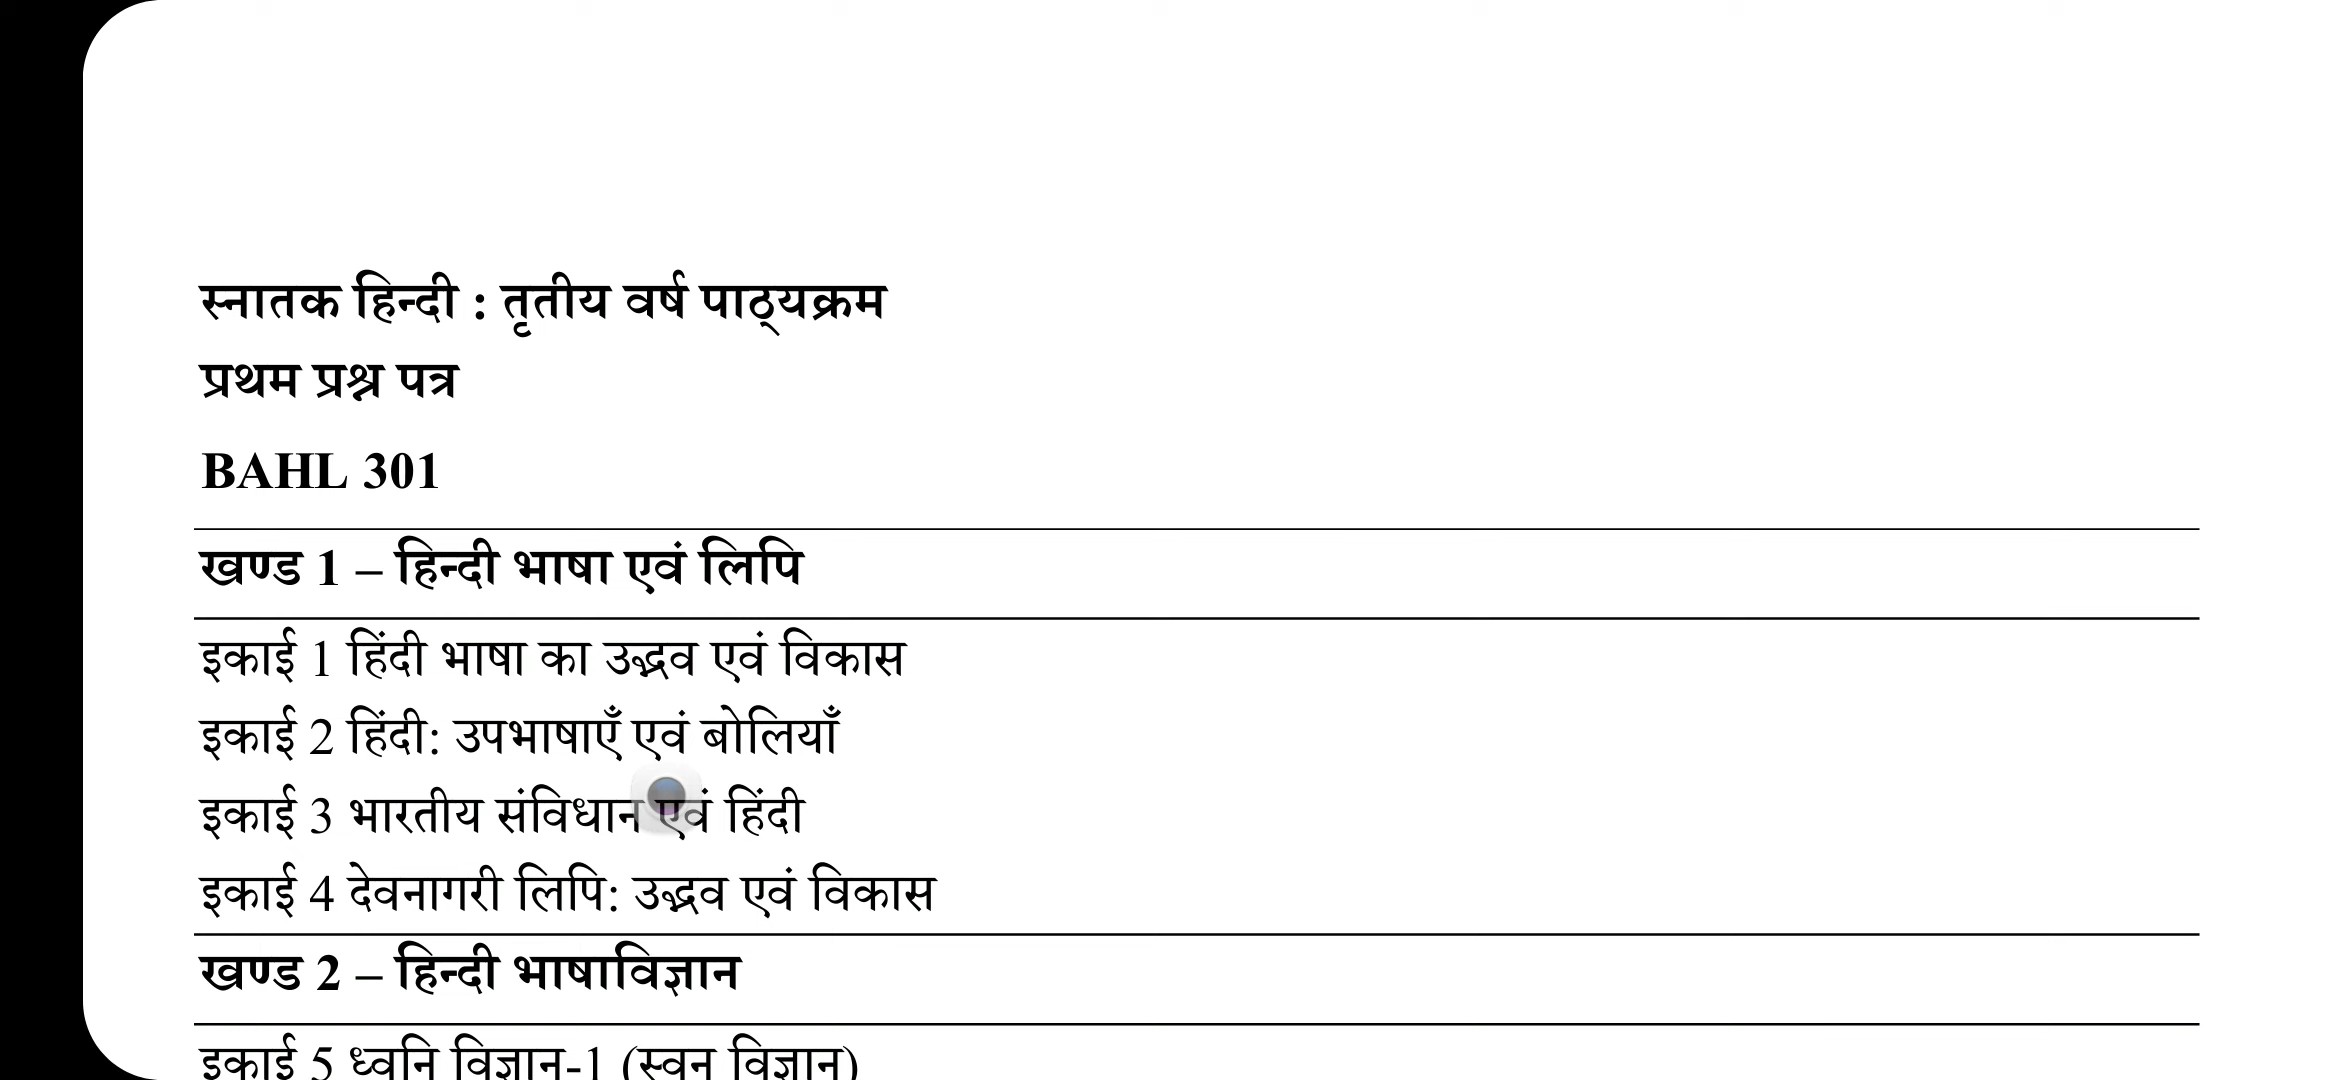 स्नातक हिन्दी : तृतीय वर्ष पाठ्यक्रम
प्रथम प्रश्न पत्र
BAHL 301
खण्ड 1 – हिन्दी भाषा एवं लिपि
इकाई 1 हिंदी भाषा का उद्भव एवं विकास
इकाई 2 हिंदी: उपभाषाएँ एवं बोलियाँ
इकाई 3 भारतीय संविधान एवं हिंदी
इकाई 4 देवनागरी लिपि: उद्भव एवं विकास
खण्ड 2 – हिन्दी भाषाविज्ञान
इकाई 5 ध्वनि विज्ञान-1 (स्वन विज्ञान)